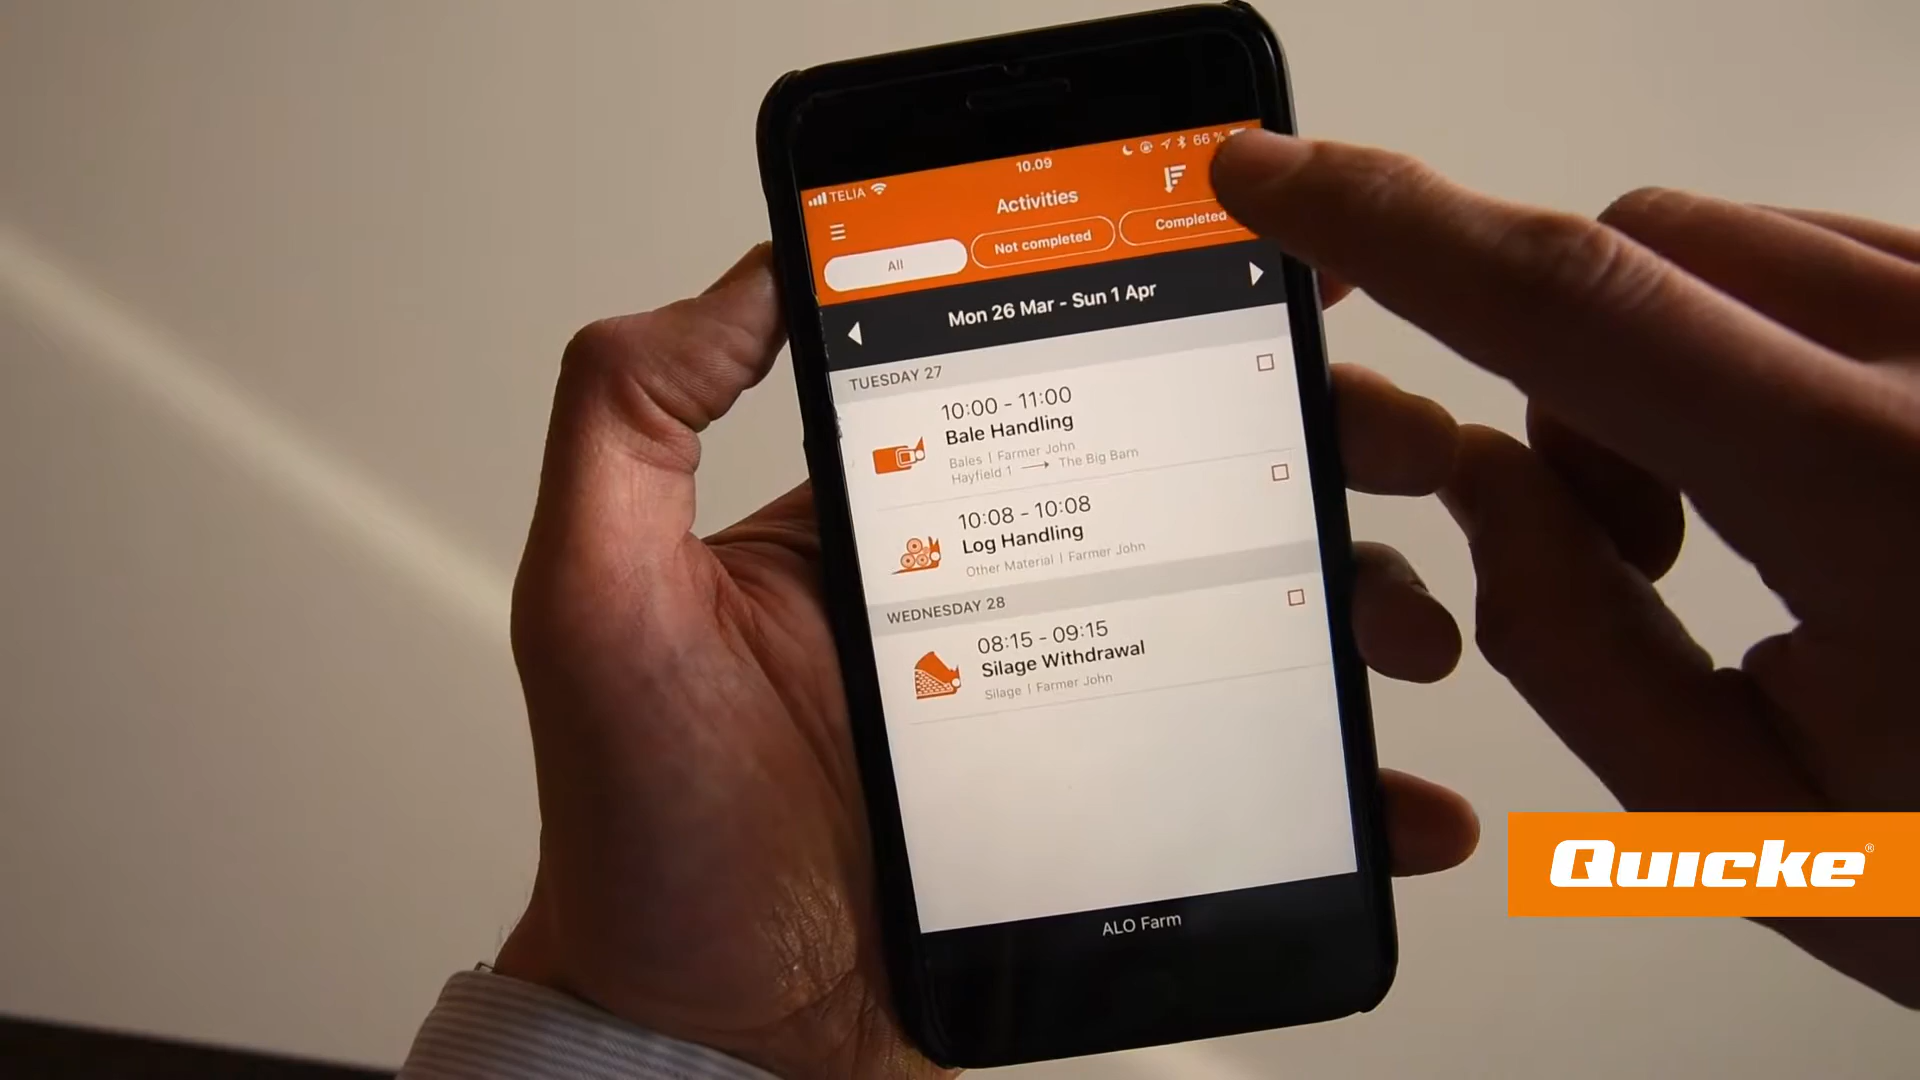 TELIA
10.09
66 %
Activities
All
Not completed
Completed
Mon 26 Mar - Sun 1 Apr
TUESDAY 27
10:00 - 11:00
Bale Handling
Bales | Farmer John
Hayfield 1 → The Big Barn
10:08 - 10:08
Log Handling
Other Material | Farmer John
WEDNESDAY 28
08:15 - 09:15
Silage Withdrawal
Silage | Farmer John
ALO Farm
Quicke®